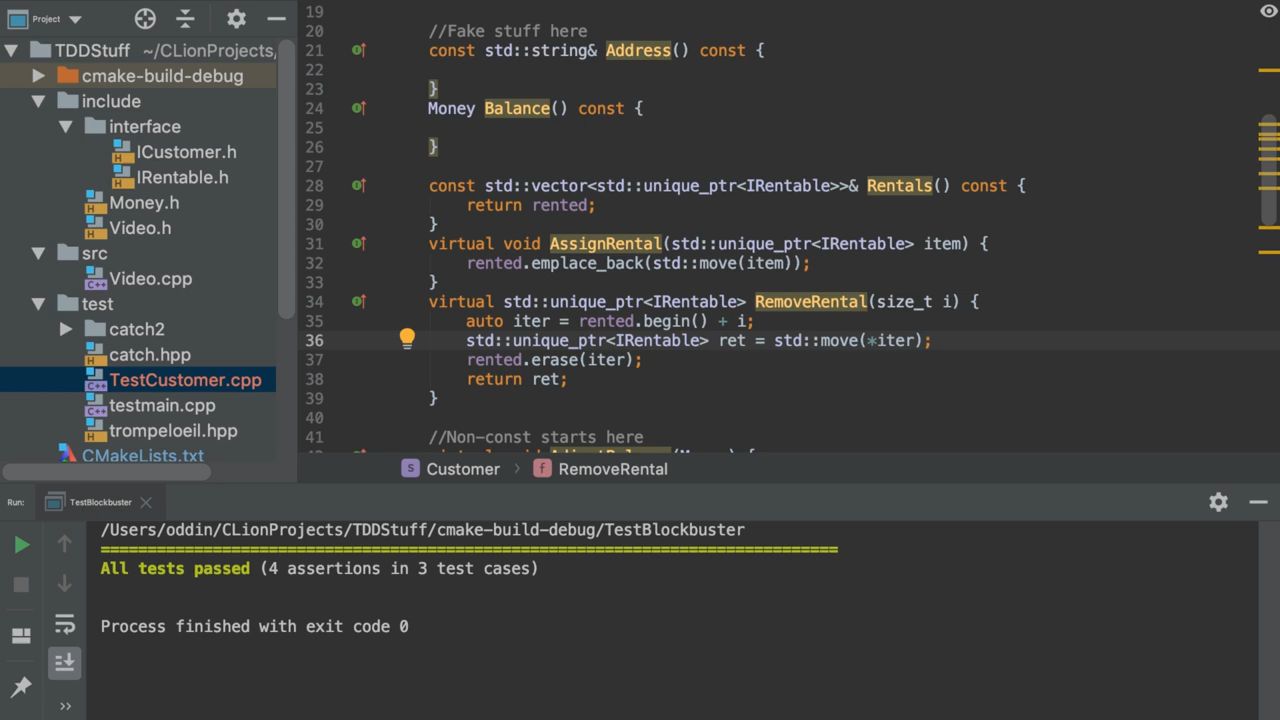 Project
TDDStuff ~/CLionProjects/
cmake-build-debug
include
interface
ICustomer.h
IRentable.h
Money.h
Video.h
src
Video.cpp
test
catch2
catch.hpp
TestCustomer.cpp
testmain.cpp
trompeloeil.hpp
CMakeLists.txt
19
20 //Fake stuff here
21 const std::string& Address() const {
22
23 }
24 Money Balance() const {
25
26 }
27
28 const std::vector<std::unique_ptr<IRentable>>& Rentals() const {
29 return rented;
30 }
31 virtual void AssignRental(std::unique_ptr<IRentable> item) {
32 rented.emplace_back(std::move(item));
33 }
34 virtual std::unique_ptr<IRentable> RemoveRental(size_t i) {
35 auto iter = rented.begin() + i;
36 std::unique_ptr<IRentable> ret = std::move(*iter);
37 rented.erase(iter);
38 return ret;
39 }
40
41 //Non-const starts here
S Customer > f RemoveRental
Run: TestBlockbuster
/Users/oddin/CLionProjects/TDDStuff/cmake-build-debug/TestBlockbuster
===============================================================================
All tests passed (4 assertions in 3 test cases)
Process finished with exit code 0